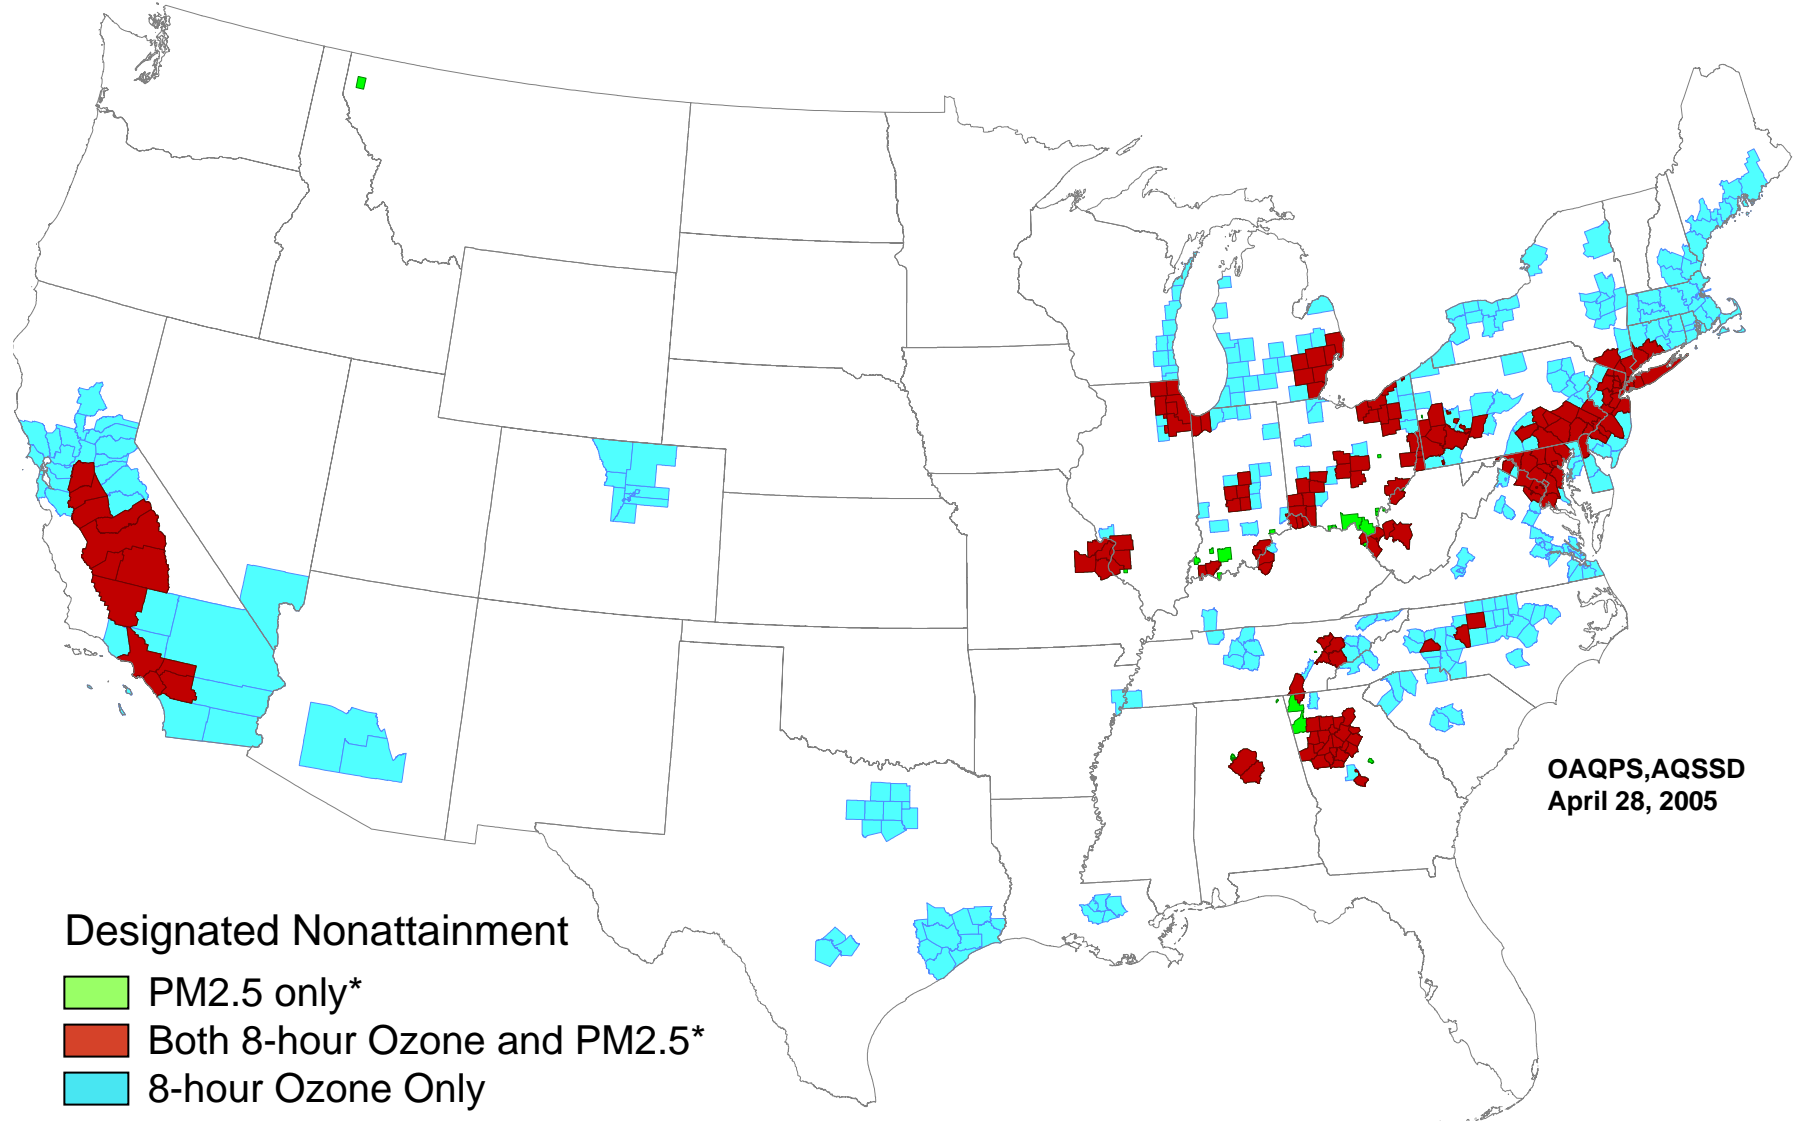 OAQPS,AQSSD
April 28, 2005
Designated Nonattainment
PM2.5 only*
Both 8-hour Ozone and PM2.5*
8-hour Ozone Only